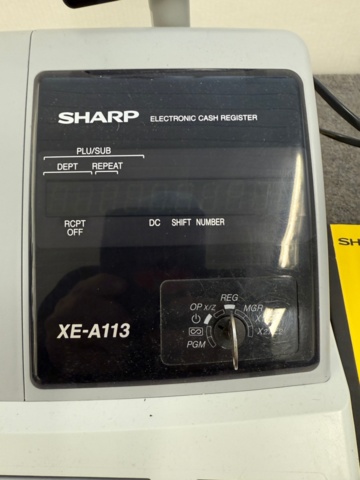 SHARP ELECTRONIC CASH REGISTER
PLU/SUB
DEPT REPEAT
RCPT OFF
DC SHIFT NUMBER
REG
OP X/Z MGR
PGM
XE-A113
SH